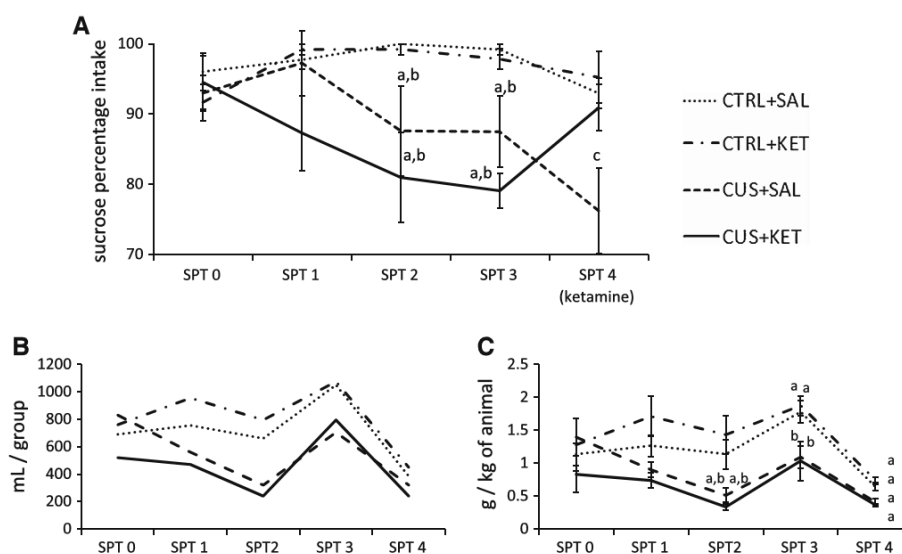 A
sucrose percentage intake
100
90
80
70
a,b
a,b
a,b
a,b
c
SPT 0
SPT 1
SPT 2
SPT 3
SPT 4
(ketamine)
CTRL+SAL
CTRL+KET
CUS+SAL
CUS+KET
B
mL / group
1200
1000
800
600
400
200
0
SPT 0
SPT 1
SPT2
SPT 3
SPT 4
C
g / kg of animal
2.5
2
1.5
1
0.5
0
a a
b b
a,b a,b
a
a
a
a
SPT 0
SPT 1
SPT 2
SPT 3
SPT 4